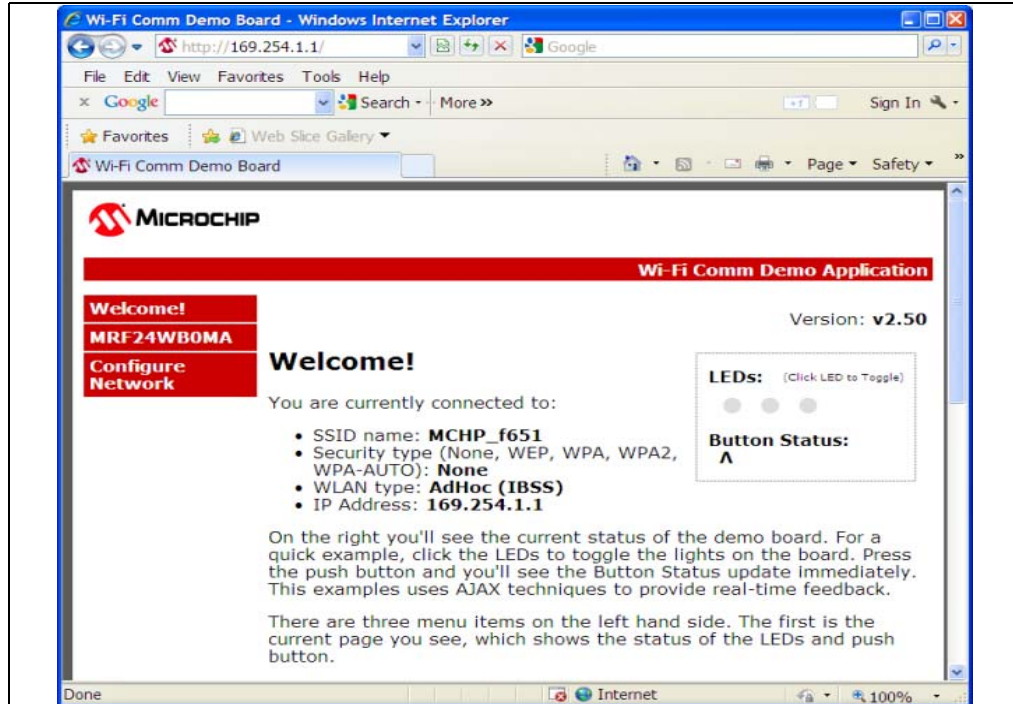 Wi-Fi Comm Demo Board - Windows Internet Explorer
http://169.254.1.1/
Google
File Edit View Favorites Tools Help
x Google
Search
More »
Sign In
Favorites
Web Slice Gallery
Wi-Fi Comm Demo Board
Page
Safety
»
MICROCHIP
Wi-Fi Comm Demo Application
Welcome!
MRF24WB0MA
Configure
Network
Version: v2.50
Welcome!
You are currently connected to:
• SSID name: MCHP_f651
• Security type (None, WEP, WPA, WPA2,
WPA-AUTO): None
• WLAN type: AdHoc (IBSS)
• IP Address: 169.254.1.1
LEDs: (Click LED to Toggle)
Button Status:
Λ
On the right you'll see the current status of the demo board. For a
quick example, click the LEDs to toggle the lights on the board. Press
the push button and you'll see the Button Status update immediately.
This examples uses AJAX techniques to provide real-time feedback.
There are three menu items on the left hand side. The first is the
current page you see, which shows the status of the LEDs and push
button.
Done
Internet
100%